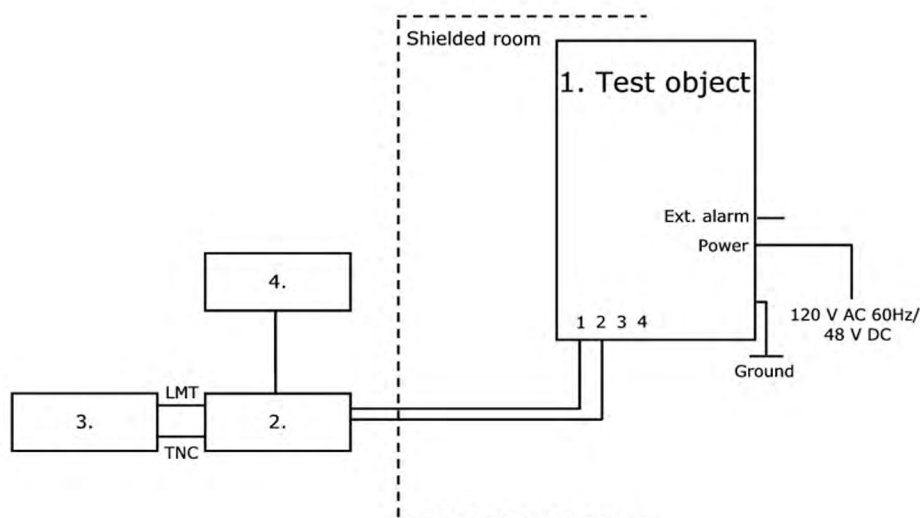 Shielded room
1. Test object
Ext. alarm
Power
120 V AC 60Hz/
48 V DC
1 2 3 4
Ground
4.
LMT
3.
2.
TNC